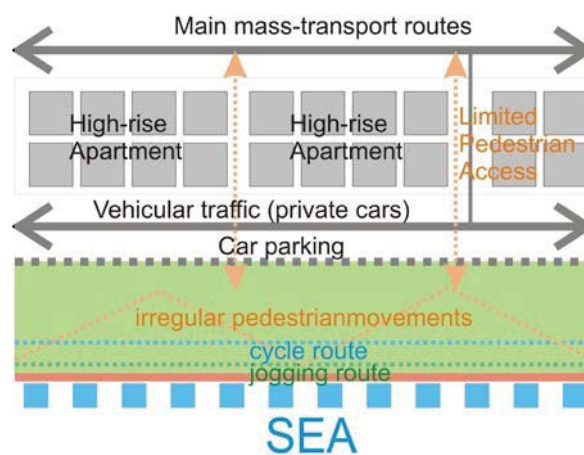 Main mass-transport routes
High-rise
Apartment
High-rise
Apartment
Limited
Pedestrian
Access
Vehicular traffic (private cars)
Car parking
irregular pedestrianmovements
cycle route
jogging route
SEA